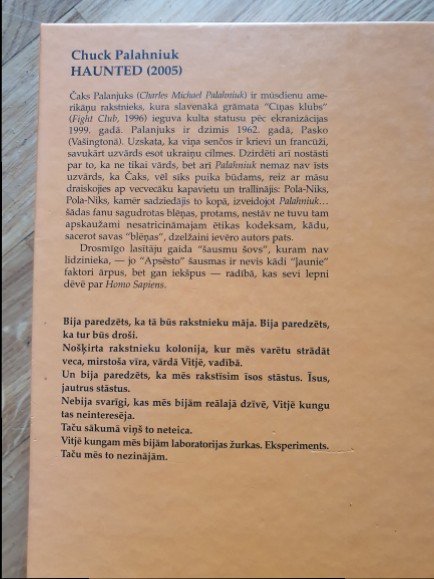 Chuck Palahniuk
HAUNTED (2005)
Čaks Palanjuks (Charles Michael Palahniuk) ir mūsdienu ame-
rikāņu rakstnieks, kura slavenākā grāmata "Cīņas klubs"
(Fight Club, 1996) ieguva kulta statusu pēc ekranizācijas
1999. gadā. Palanjuks ir dzimis 1962. gadā, Pasko
(Vašingtonā). Uzskata, ka viņa senči ir krievi un francūži,
savukārt uzvārds esot ukraiņu cilmes. Dzirdēti arī nostāsti
par to, ka ne tikai vārds, bet arī Palahniuk nemaz nav īsts
uzvārds, ka Čaks, vēl sīks puika būdams, reiz ar māsu
draiskojies ap vecvecāku kapavietu un trallinājis: Pola-Niks,
Pola-Niks, kamēr sadziedājis to kopā, izveidojot Palahniuk...
šādas fanu sagudrotas blēņas, protams, nestāv ne tuvu tam
apskaužami nesatricināmajam ētikas kodeksam, kādu,
sacerot savas "blēņas", dzelžaini ievēro autors pats.
Drosmīgo lasītāju gaida "šausmu šovs", kuram nav
līdzinieka, — jo "Apsēsto" šausmas ir nevis kādi "ļaunie"
faktori ārpus, bet gan iekšpus — radībā, kas sevi lepni
dēvē par Homo Sapiens.
Bija paredzēts, ka tā būs rakstnieku māja. Bija paredzēts,
ka tur būs droši.
Nošķirta rakstnieku kolonija, kur mēs varētu strādāt
veca, mirstoša vīra, vārdā Vitjē, vadībā.
Un bija paredzēts, ka mēs rakstīsim īsos stāstus. Īsus,
jautrus stāstus.
Nebija svarīgi, kas mēs bijām reālajā dzīvē, Vitjē kungu
tas neinteresēja.
Taču sākumā viņš to neteica.
Vitjē kungam mēs bijām laboratorijas žurkas. Eksperiments.
Taču mēs to nezinājām.